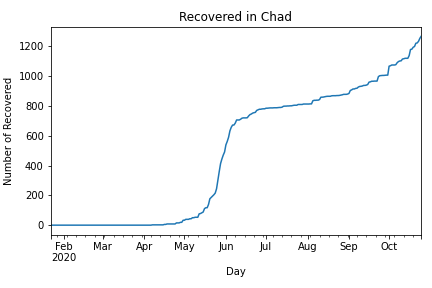 Recovered in Chad
Number of Recovered
1200
1000
800
600
400
200
0
Feb Mar Apr May Jun Jul Aug Sep Oct
2020
Day